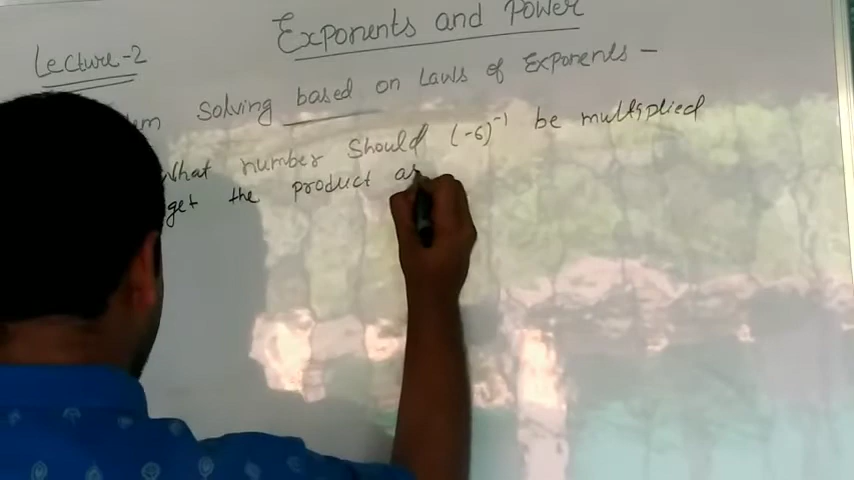 Exponents and Power
Lecture-2
Solving based on Laws of Exponents -
What number should (-6)⁻¹ be multiplied
get the product as